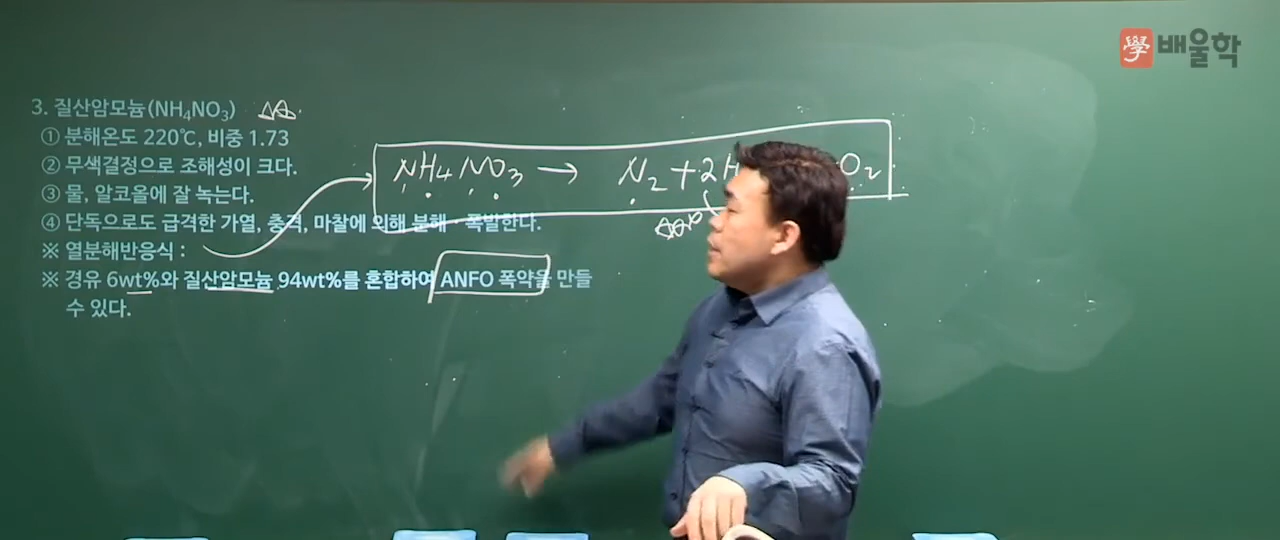 學 배울학
3. 질산암모늄(NH₄NO₃)
① 분해온도 220℃, 비중 1.73
② 무색결정으로 조해성이 크다.
③ 물, 알코올에 잘 녹는다.
④ 단독으로도 급격한 가열, 충격, 마찰에 의해 분해·폭발한다.
※ 열분해반응식 :
※ 경유 6wt%와 질산암모늄 94wt%를 혼합하여 ANFO 폭약을 만들
수 있다.
NH₄NO₃ → N₂ + 2H O₂